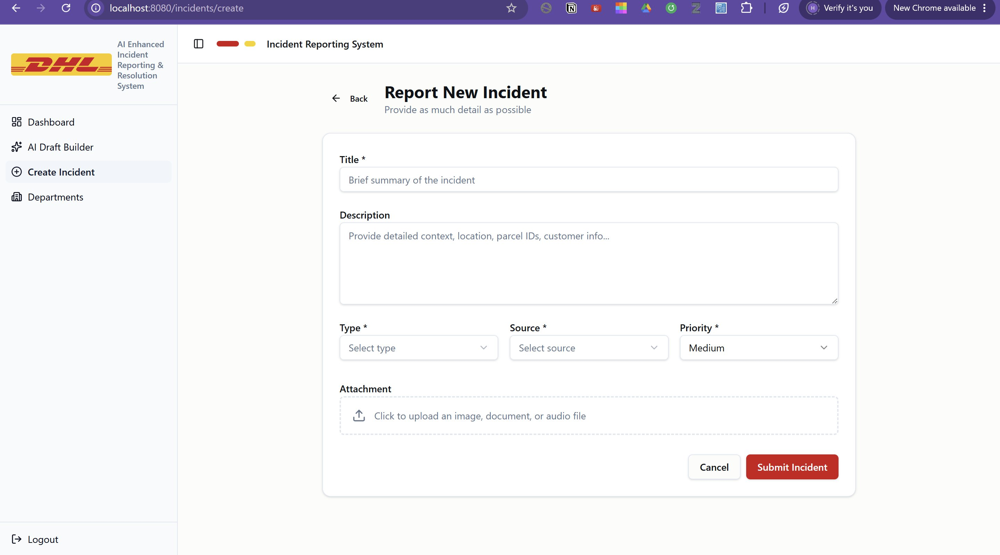 localhost:8080/incidents/create
H
Verify it's you
New Chrome available
DHL
AI Enhanced
Incident
Reporting &
Resolution
System
Incident Reporting System
Dashboard
AI Draft Builder
Create Incident
Departments
Logout
Back
Report New Incident
Provide as much detail as possible
Title *
Brief summary of the incident
Description
Provide detailed context, location, parcel IDs, customer info...
Type *
Source *
Priority *
Select type
Select source
Medium
Attachment
Click to upload an image, document, or audio file
Cancel
Submit Incident